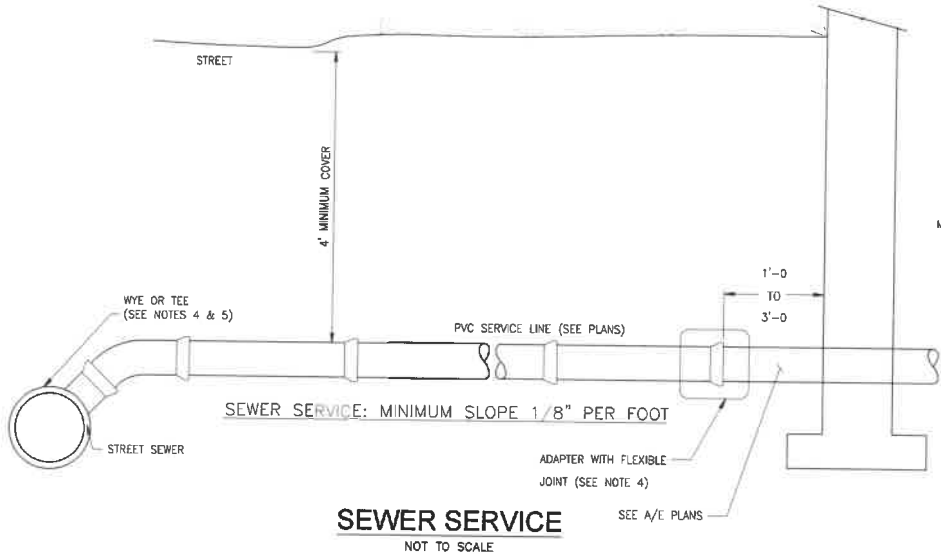 STREET
4' MINIMUM COVER
M
1'-0
TO
3'-0
WYE OR TEE
(SEE NOTES 4 & 5)
PVC SERVICE LINE (SEE PLANS)
SEWER SERVICE: MINIMUM SLOPE 1/8" PER FOOT
STREET SEWER
ADAPTER WITH FLEXIBLE
JOINT (SEE NOTE 4)
SEE A/E PLANS
SEWER SERVICE
NOT TO SCALE